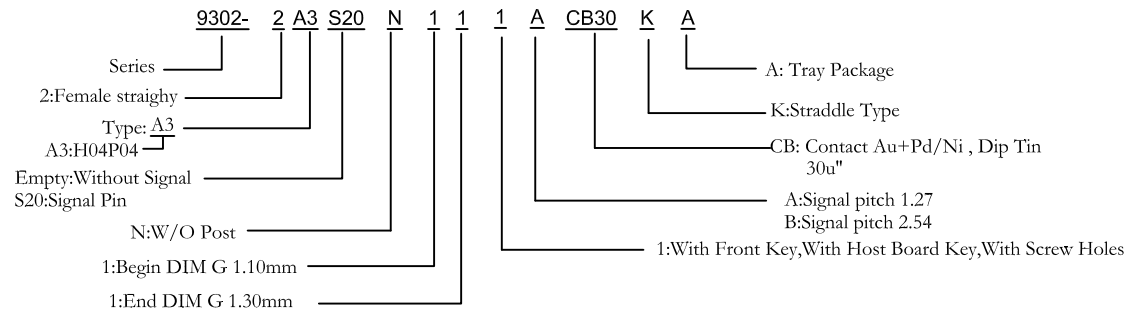 9302- 2 A3 S20 N 1 1 1 A CB30 K A
Series
2:Female straighy
Type: A3
A3:H04P04
Empty:Without Signal
S20:Signal Pin
N:W/O Post
1:Begin DIM G 1.10mm
1:End DIM G 1.30mm
A: Tray Package
K:Straddle Type
CB: Contact Au+Pd/Ni , Dip Tin
30u"
A:Signal pitch 1.27
B:Signal pitch 2.54
1:With Front Key,With Host Board Key,With Screw Holes